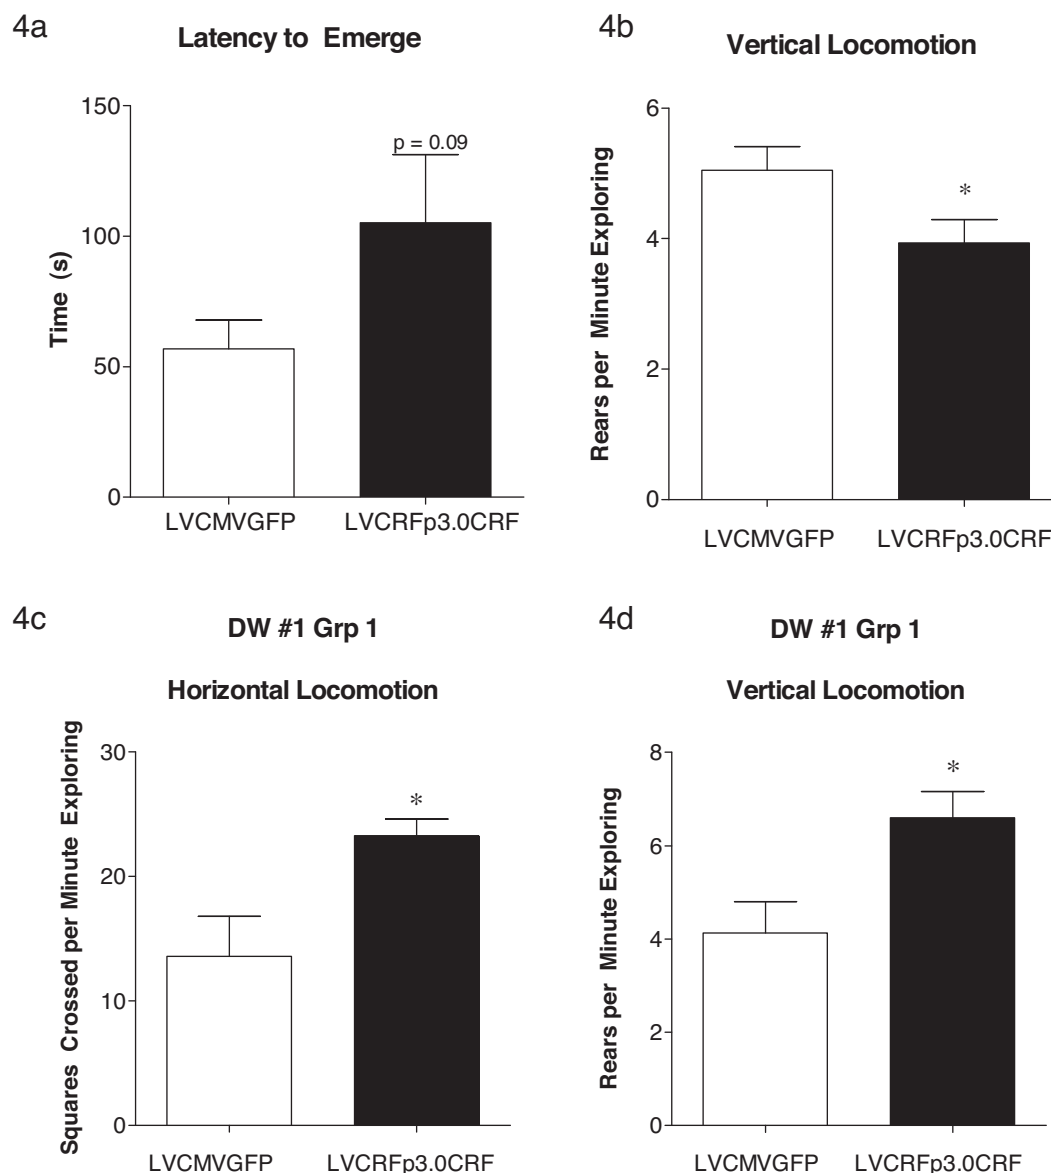 4a
Latency to Emerge
Time (s)
150
100
50
0
p = 0.09
LVCMVGFP
LVCRFp3.0CRF
4b
Vertical Locomotion
Rears per Minute Exploring
6
4
2
0
*
LVCMVGFP
LVCRFp3.0CRF
4c
DW #1 Grp 1
Horizontal Locomotion
Squares Crossed per Minute Exploring
30
20
10
0
*
LVCMVGFP
LVCRFp3.0CRF
4d
DW #1 Grp 1
Vertical Locomotion
Rears per Minute Exploring
8
6
4
2
0
*
LVCMVGFP
LVCRFp3.0CRF